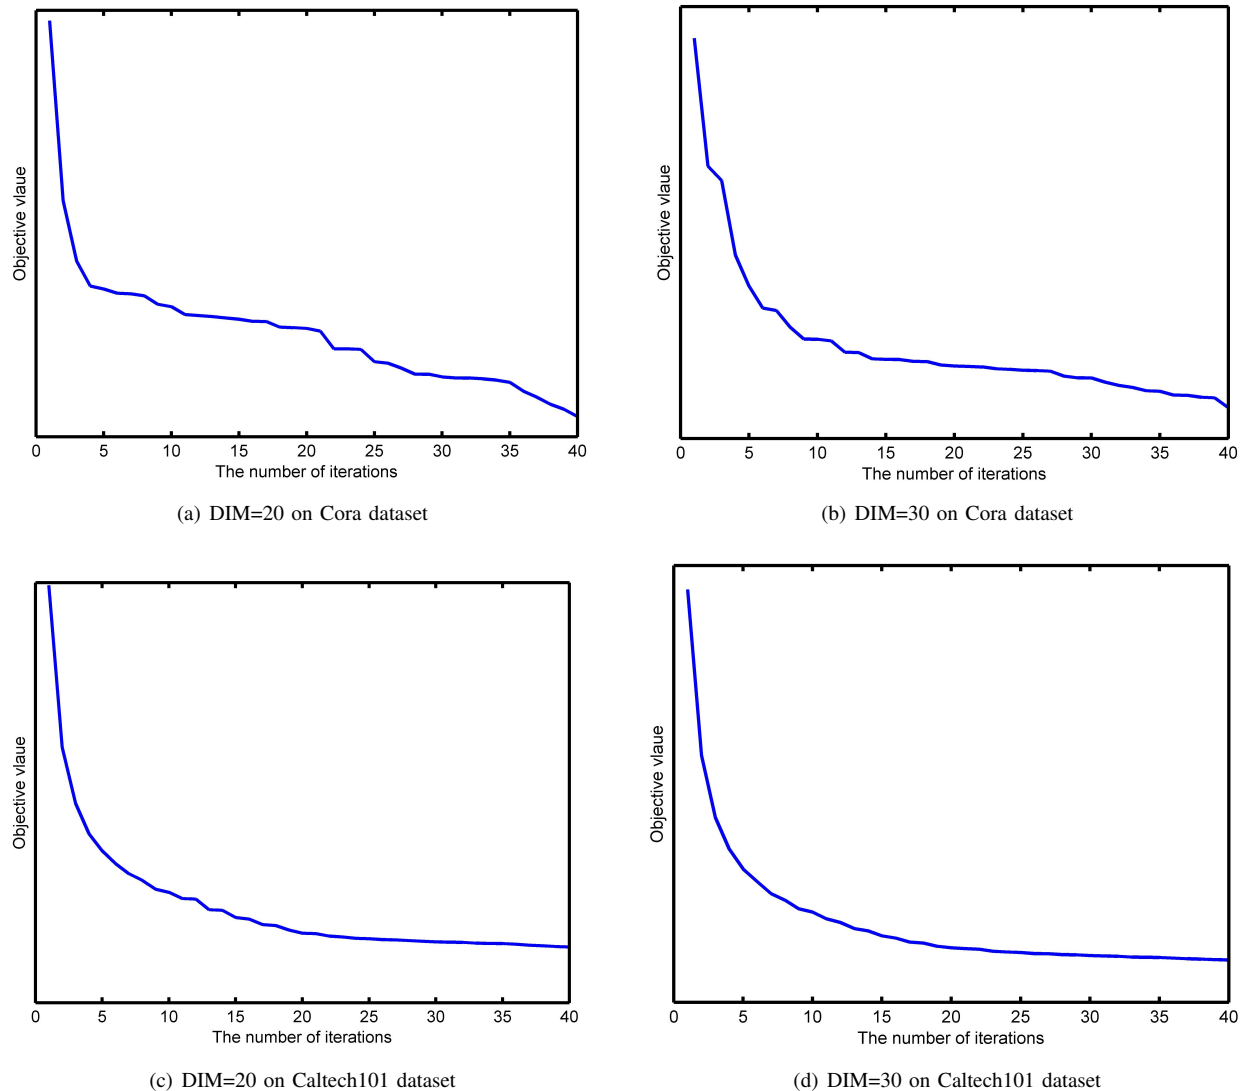 Objective vlaue
0 5 10 15 20 25 30 35 40
The number of iterations
(a) DIM=20 on Cora dataset
Objective vlaue
0 5 10 15 20 25 30 35 40
The number of iterations
(b) DIM=30 on Cora dataset
Objective vlaue
0 5 10 15 20 25 30 35 40
The number of iterations
(c) DIM=20 on Caltech101 dataset
Objective vlaue
0 5 10 15 20 25 30 35 40
The number of iterations
(d) DIM=30 on Caltech101 dataset